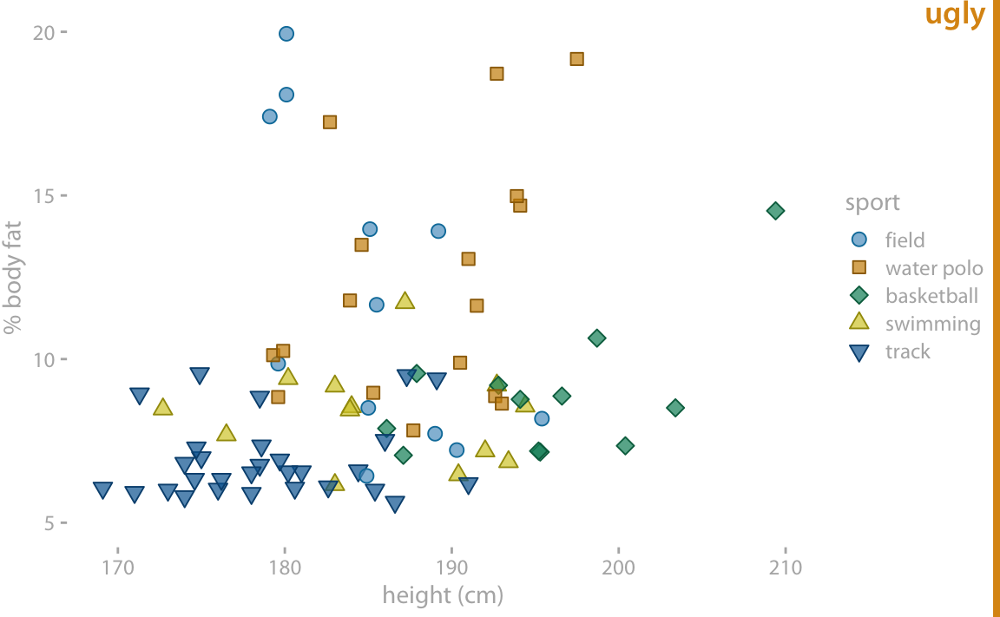 ugly
20
15
10
5
% body fat
170 180 190 200 210
height (cm)
sport
field
water polo
basketball
swimming
track